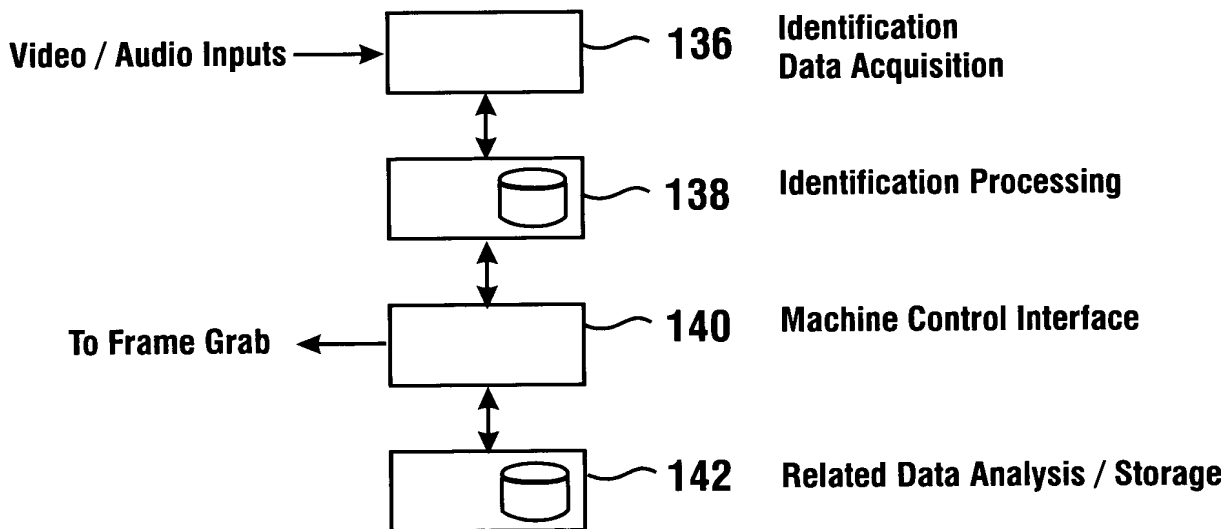 Video / Audio Inputs
136
Identification
Data Acquisition
138
Identification Processing
To Frame Grab
140
Machine Control Interface
142
Related Data Analysis / Storage